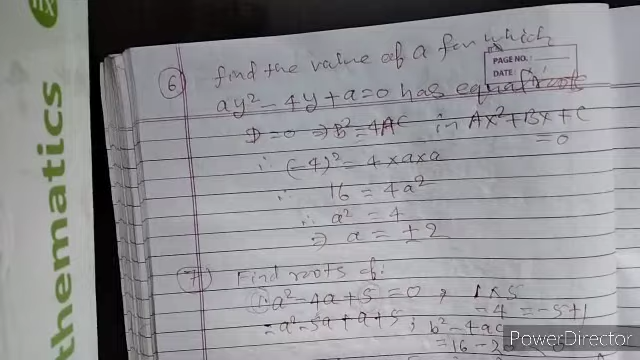 thematics
PAGE NO.:
DATE:
(6) find the value of a for which
ay² - 4y + a = 0 has equal roots
D = 0 ⇒ B² = 4AC in Ax² + Bx + C = 0
∴ (-4)² = 4 × a × a
∴ 16 = 4a²
∴ a² = 4
⇒ a = ± 2
(7) Find roots of:
a² - 4a + 5 = 0 , 1 × 5
= a² - 5a + a + 5 ; - 4 = -5 + 1
b² - 4ac
= 16 - 20
PowerDirector